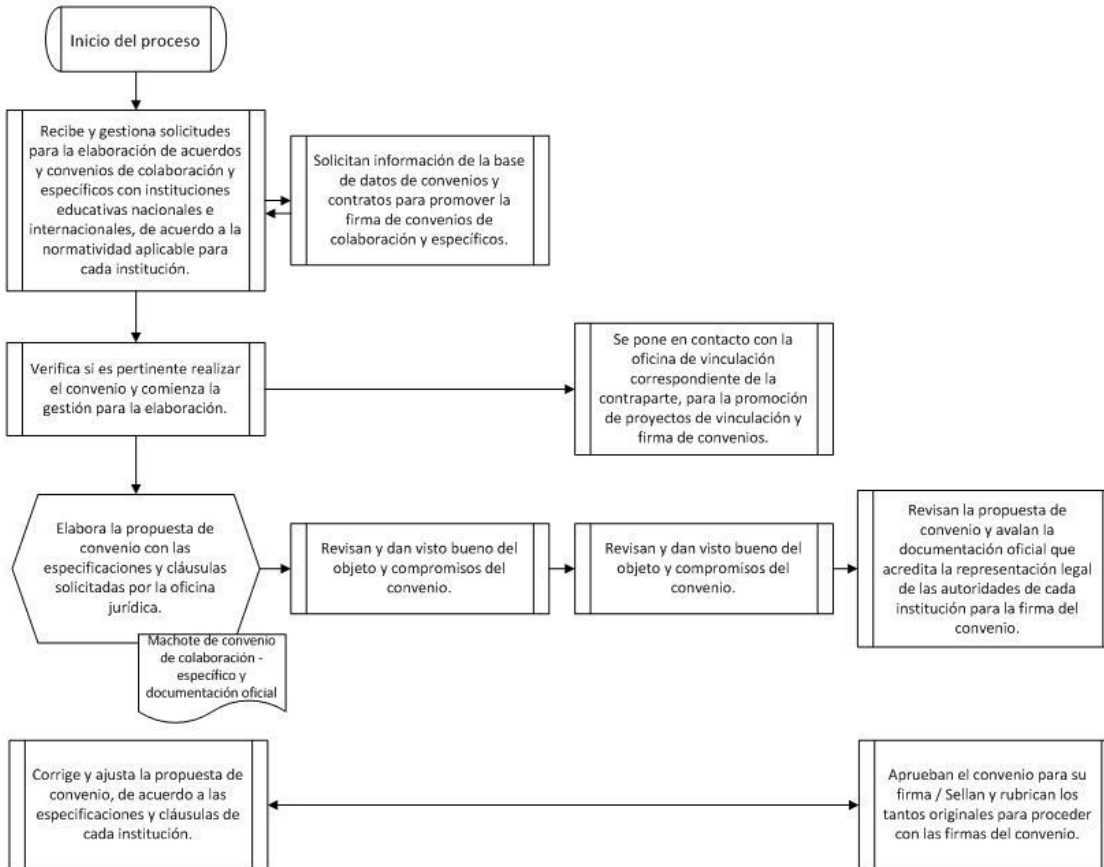 Inicio del proceso
Recibe y gestiona solicitudes
para la elaboración de acuerdos
y convenios de colaboración y
específicos con instituciones
educativas nacionales e
internacionales, de acuerdo a la
normatividad aplicable para
cada institución.
Solicitan información de la base
de datos de convenios y
contratos para promover la
firma de convenios de
colaboración y específicos.
Verifica si es pertinente realizar
el convenio y comienza la
gestión para la elaboración.
Se pone en contacto con la
oficina de vinculación
correspondiente de la
contraparte, para la promoción
de proyectos de vinculación y
firma de convenios.
Elabora la propuesta de
convenio con las
especificaciones y cláusulas
solicitadas por la oficina
jurídica.
Machote de convenio
de colaboración -
específico y
documentación oficial
Revisan y dan visto bueno del
objeto y compromisos del
convenio.
Revisan y dan visto bueno del
objeto y compromisos del
convenio.
Revisan la propuesta de
convenio y avalan la
documentación oficial que
acredita la representación legal
de las autoridades de cada
institución para la firma del
convenio.
Corrige y ajusta la propuesta de
convenio, de acuerdo a las
especificaciones y cláusulas de
cada institución.
Aprueban el convenio para su
firma / Sellan y rubrican los
tantos originales para proceder
con las firmas del convenio.